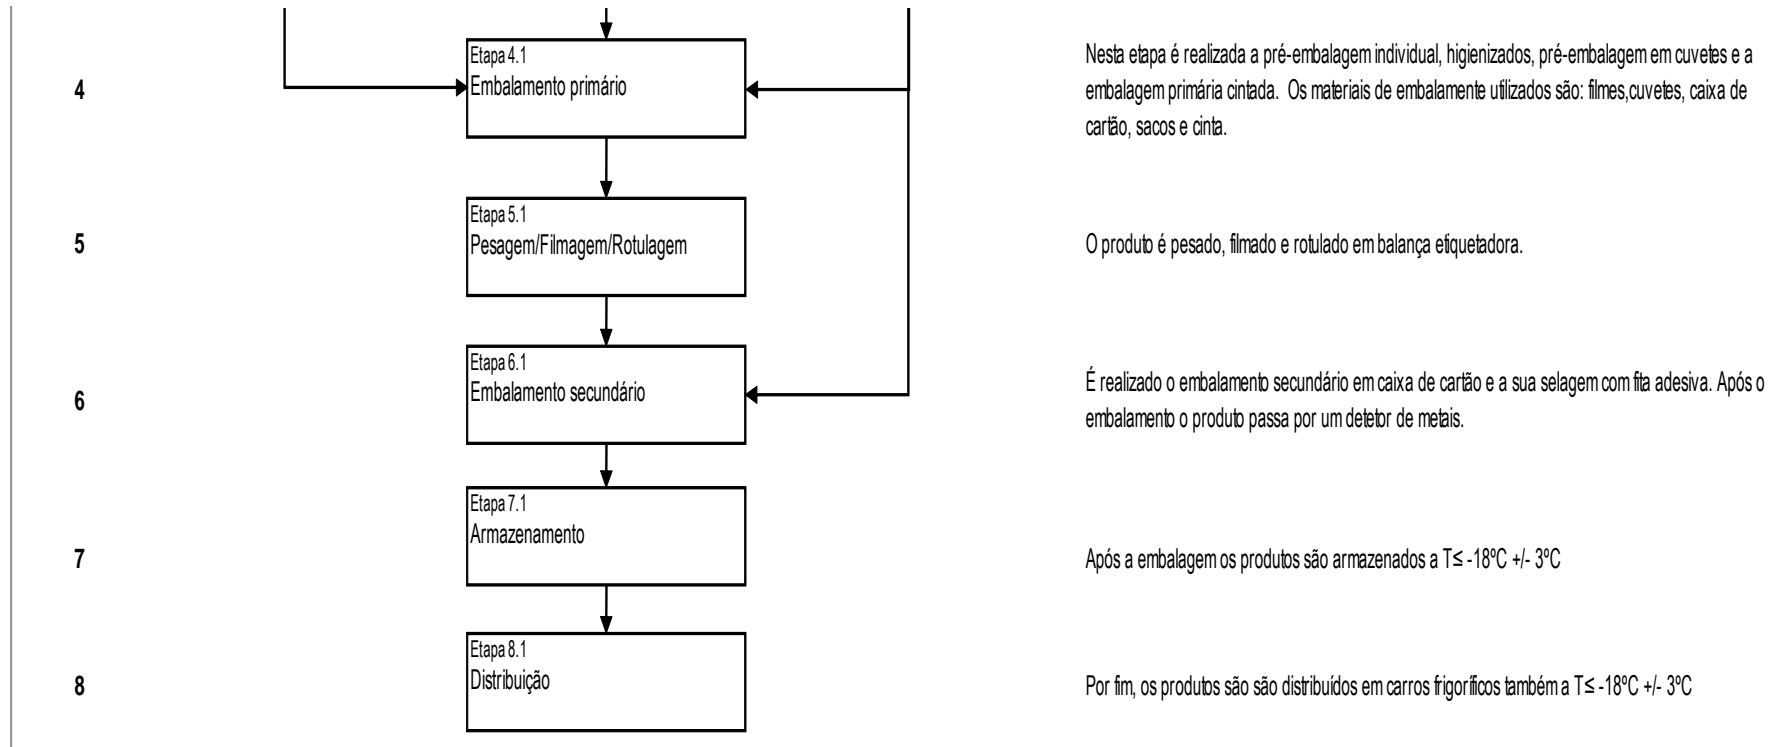 4
Etapa 4.1
Embalamento primário
Nesta etapa é realizada a pré-embalagem individual, higienizados, pré-embalagem em cuvetes e a
embalagem primária cintada. Os materiais de embalamente utilizados são: filmes,cuvetes, caixa de
cartão, sacos e cinta.
5
Etapa 5.1
Pesagem/Filmagem/Rotulagem
O produto é pesado, filmado e rotulado em balança etiquetadora.
6
Etapa 6.1
Embalamento secundário
É realizado o embalamento secundário em caixa de cartão e a sua selagem com fita adesiva. Após o
embalamento o produto passa por um detetor de metais.
7
Etapa 7.1
Armazenamento
Após a embalagem os produtos são armazenados a T≤ -18ºC +/- 3ºC
8
Etapa 8.1
Distribuição
Por fim, os produtos são são distribuídos em carros frigoríficos também a T≤ -18ºC +/- 3ºC